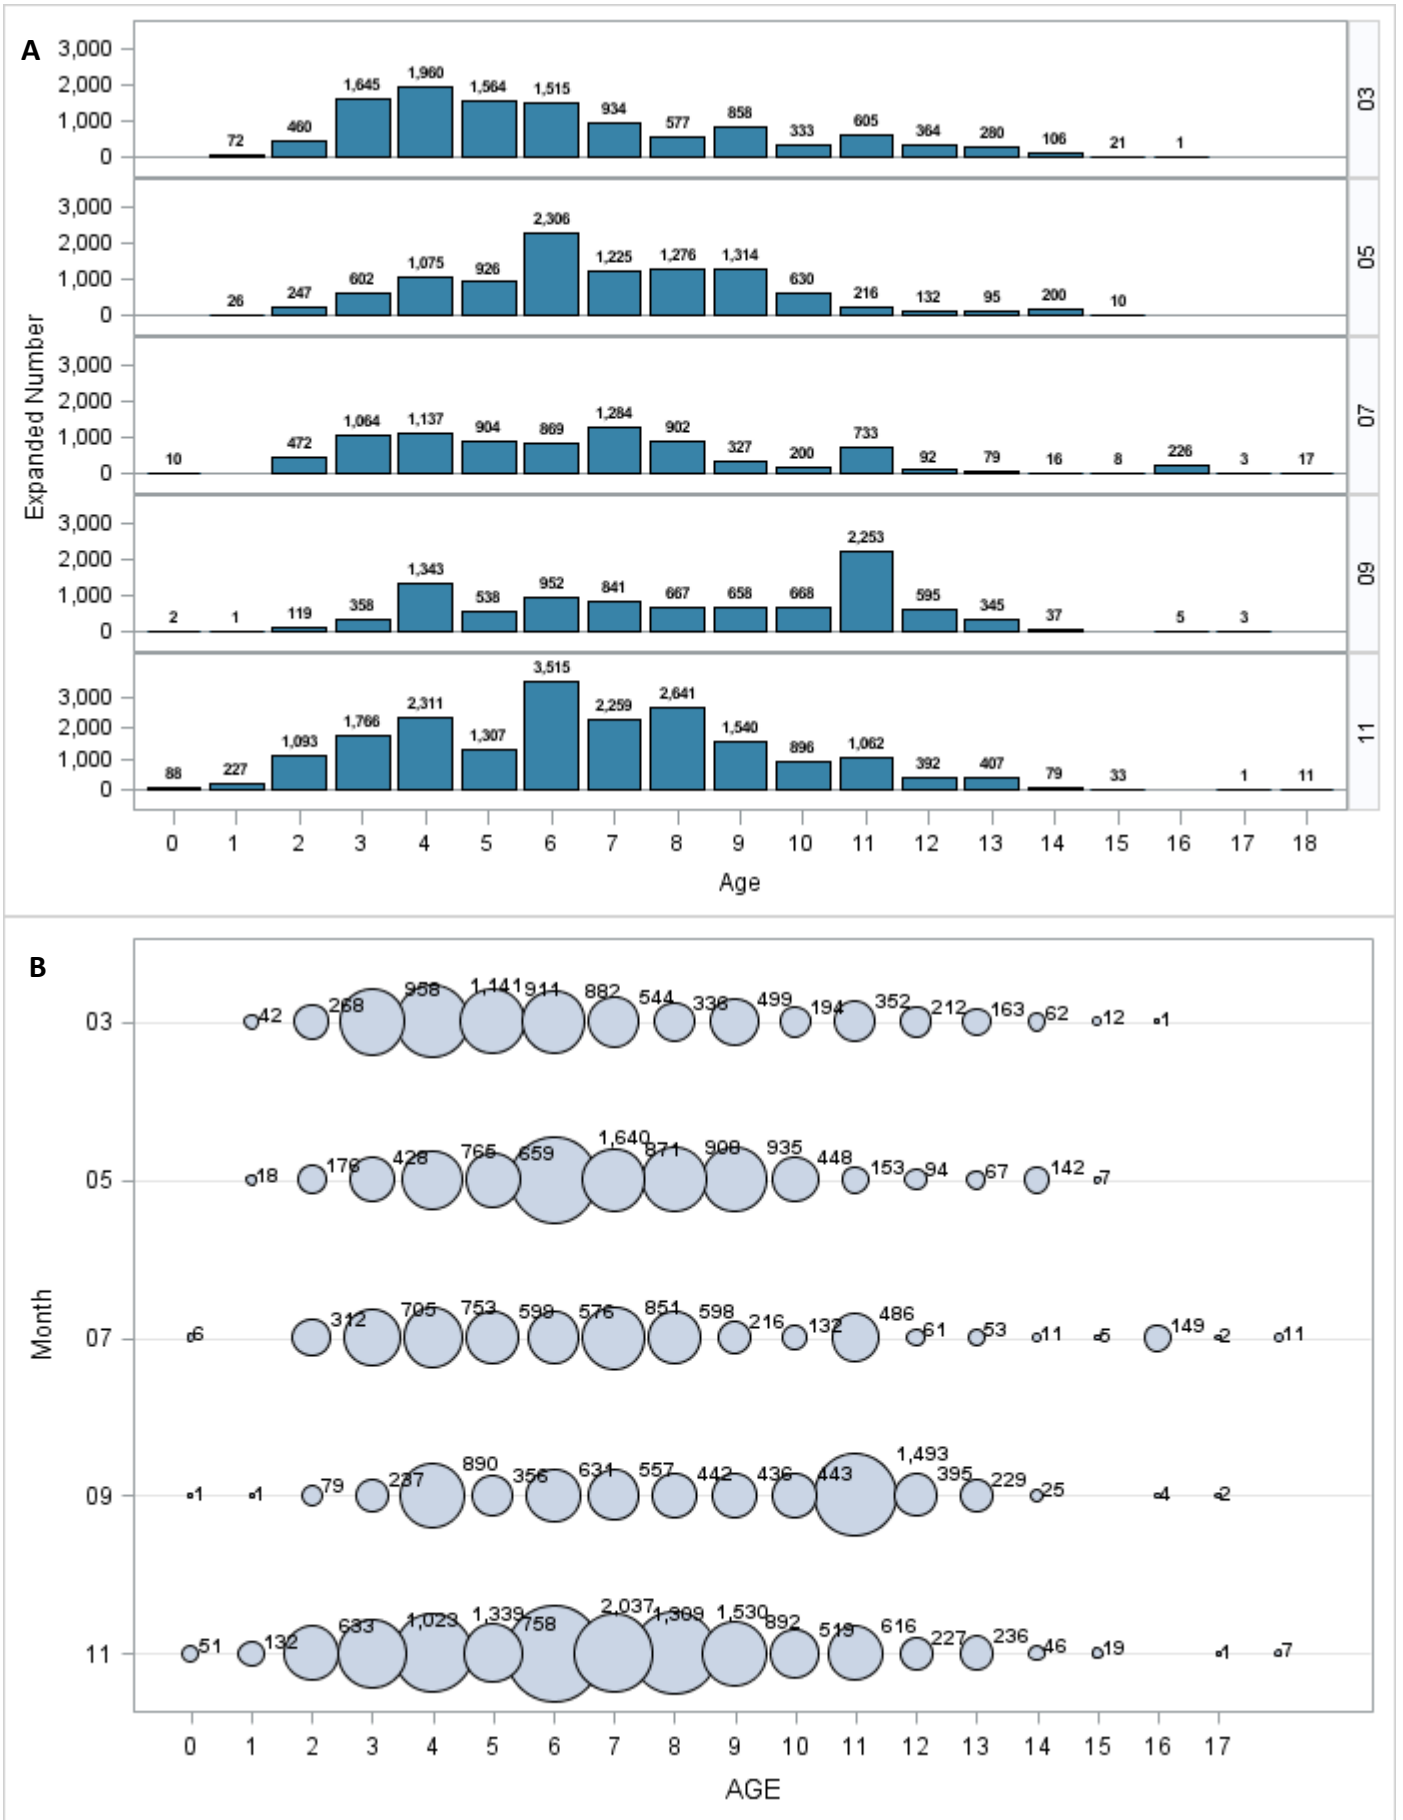 A
3,000
2,000
1,000
0
72 460 1,645 1,960 1,564 1,515 934 577 858 333 605 364 280 106 21 1
03
3,000
2,000
1,000
0
26 247 602 1,075 926 2,306 1,225 1,276 1,314 630 216 132 95 200 10
05
Expanded Number
3,000
2,000
1,000
0
10 472 1,064 1,137 904 869 1,284 902 327 200 733 92 79 16 8 226 3 17
07
3,000
2,000
1,000
0
2 1 119 358 1,343 538 952 841 667 658 668 2,253 595 345 37 5 3
09
3,000
2,000
1,000
0
88 227 1,093 1,766 2,311 1,307 3,515 2,259 2,641 1,540 896 1,062 392 407 79 33 1 11
11
0 1 2 3 4 5 6 7 8 9 10 11 12 13 14 15 16 17 18
Age
B
03 42 268 958 1,141 911 882 544 336 499 194 352 212 163 62 12 1
05 18 176 428 765 659 1,640 871 908 935 448 153 94 67 142 7
Month
07 6 312 705 753 599 576 851 598 216 132 486 61 53 11 5 149 2 11
09 1 1 79 237 890 356 631 557 442 436 443 1,493 395 229 25 4 2
11 51 132 633 1,023 1,339 758 2,037 1,309 1,530 892 519 616 227 236 46 19 1 7
0 1 2 3 4 5 6 7 8 9 10 11 12 13 14 15 16 17
AGE